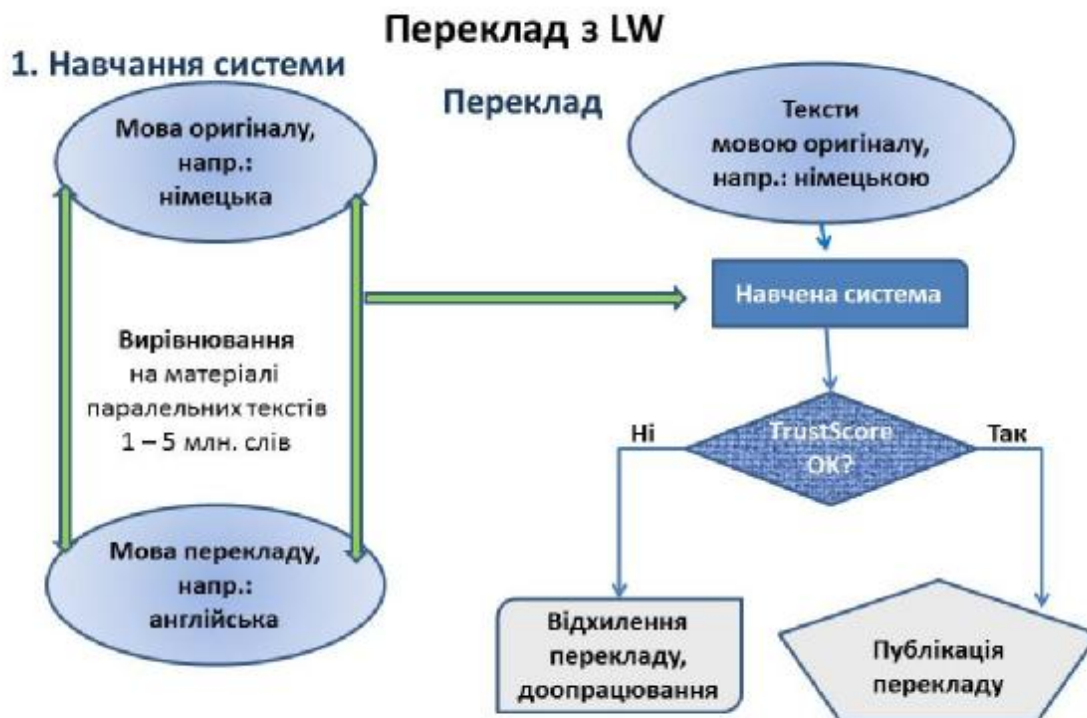 Переклад з LW
1. Навчання системи
Мова оригіналу,
напр.:
німецька
Вирівнювання
на матеріалі
паралельних текстів
1 – 5 млн. слів
Мова перекладу,
напр.:
англійська
Переклад
Тексти
мовою оригіналу,
напр.: німецькою
Навчена система
TrustScore
OK?
Ні
Так
Відхилення
перекладу,
доопрацювання
Публікація
перекладу